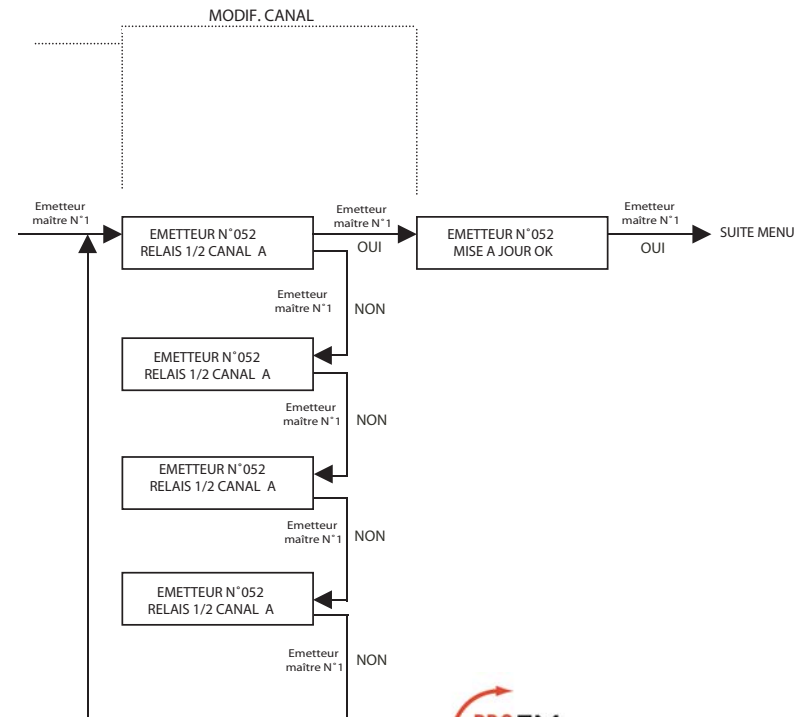 MODIF. CANAL
Emetteur
maître N˚1
EMETTEUR N˚052
RELAIS 1/2 CANAL A
Emetteur
maître N˚1
OUI
EMETTEUR N˚052
MISE A JOUR OK
Emetteur
maître N˚1
OUI
SUITE MENU
Emetteur
maître N˚1
NON
EMETTEUR N˚052
RELAIS 1/2 CANAL A
Emetteur
maître N˚1
NON
EMETTEUR N˚052
RELAIS 1/2 CANAL A
Emetteur
maître N˚1
NON
EMETTEUR N˚052
RELAIS 1/2 CANAL A
Emetteur
maître N˚1
NON